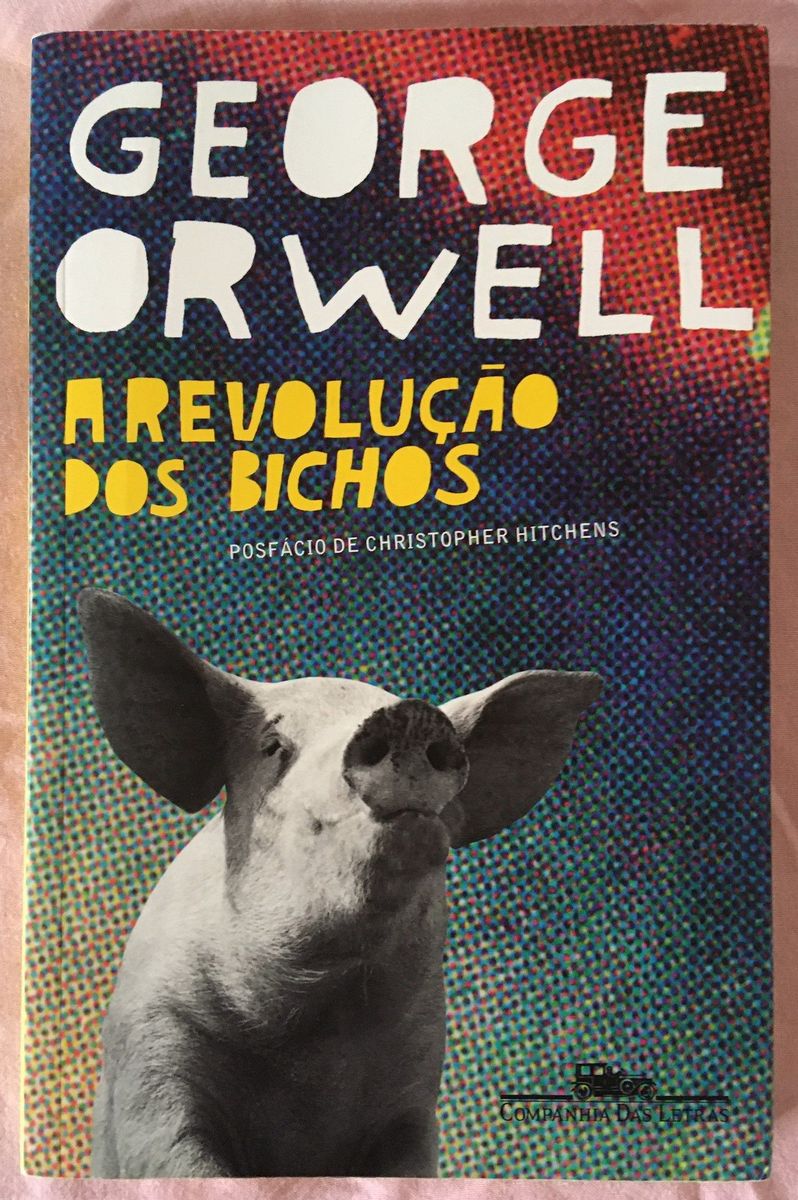 GEORGE
ORWELL
A REVOLUÇÃO
DOS BICHOS
POSFÁCIO DE CHRISTOPHER HITCHENS
COMPANHIA DAS LETRAS